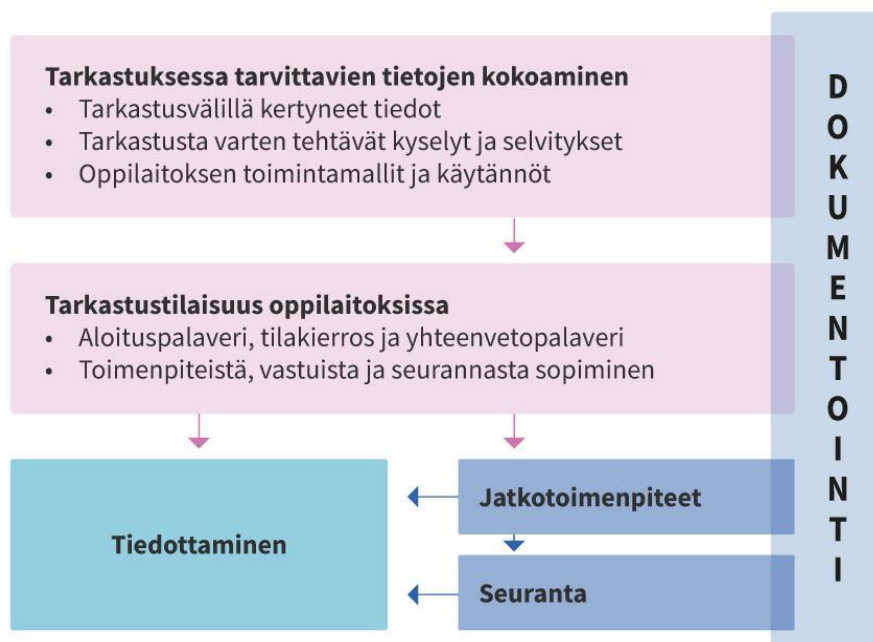 Tarkastuksessa tarvittavien tietojen kokoaminen
• Tarkastusvälillä kertyneet tiedot
• Tarkastusta varten tehtävät kyselyt ja selvitykset
• Oppilaitoksen toimintamallit ja käytännöt
Tarkastustilaisuus oppilaitoksissa
• Aloituspalaveri, tilakierros ja yhteenvetopalaveri
• Toimenpiteistä, vastuista ja seurannasta sopiminen
Tiedottaminen
Jatkotoimenpiteet
Seuranta
DOKUMENTOINTI